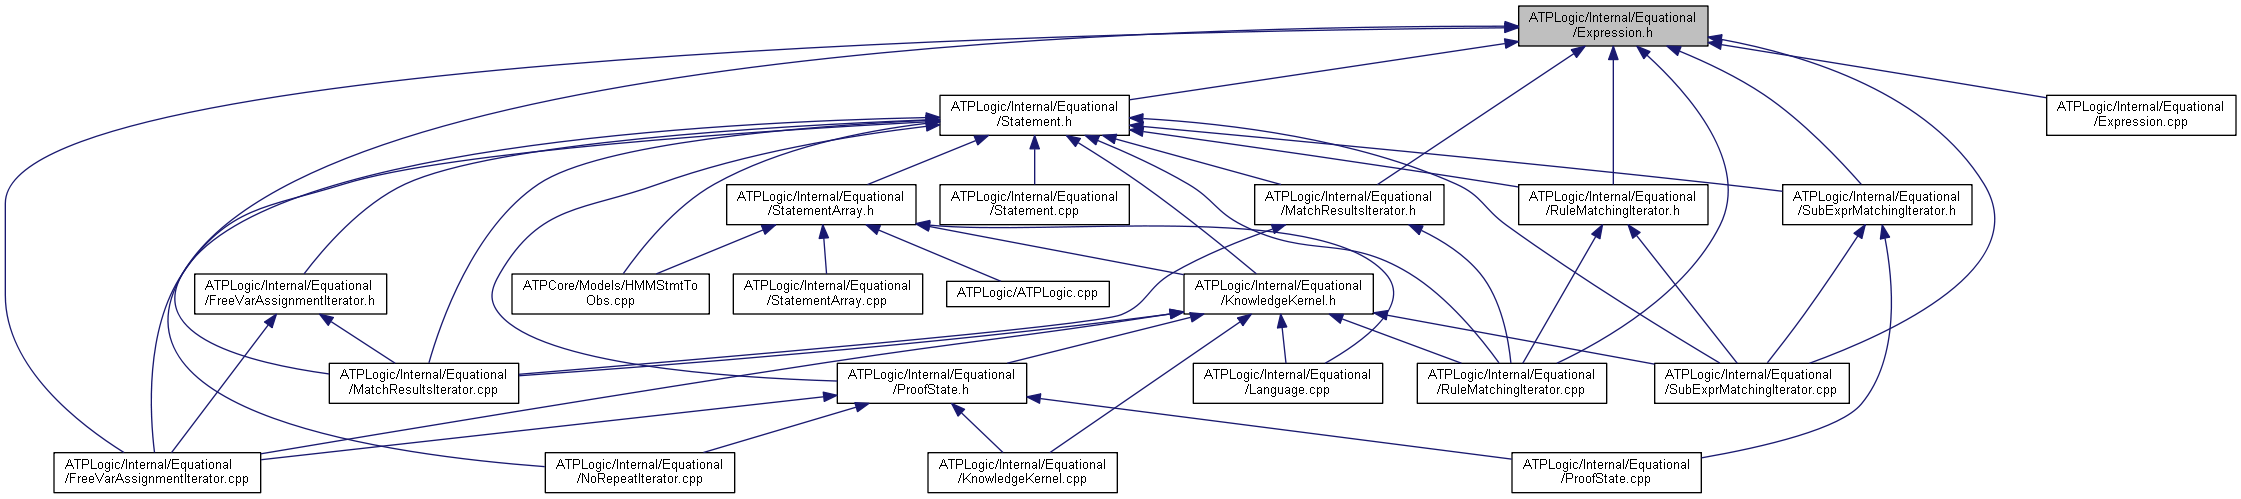 ATPLogic/Internal/Equational
/Expression.h
ATPLogic/Internal/Equational
/Statement.h
ATPLogic/Internal/Equational
/Expression.cpp
ATPLogic/Internal/Equational
/StatementArray.h
ATPLogic/Internal/Equational
/Statement.cpp
ATPLogic/Internal/Equational
/MatchResultsIterator.h
ATPLogic/Internal/Equational
/RuleMatchingIterator.h
ATPLogic/Internal/Equational
/SubExprMatchingIterator.h
ATPLogic/Internal/Equational
/FreeVarAssignmentIterator.h
ATPCore/Models/HMMStmtTo
Obs.cpp
ATPLogic/Internal/Equational
/StatementArray.cpp
ATPLogic/ATPLogic.cpp
ATPLogic/Internal/Equational
/KnowledgeKernel.h
ATPLogic/Internal/Equational
/MatchResultsIterator.cpp
ATPLogic/Internal/Equational
/ProofState.h
ATPLogic/Internal/Equational
/Language.cpp
ATPLogic/Internal/Equational
/RuleMatchingIterator.cpp
ATPLogic/Internal/Equational
/SubExprMatchingIterator.cpp
ATPLogic/Internal/Equational
/FreeVarAssignmentIterator.cpp
ATPLogic/Internal/Equational
/NoRepeatIterator.cpp
ATPLogic/Internal/Equational
/KnowledgeKernel.cpp
ATPLogic/Internal/Equational
/ProofState.cpp